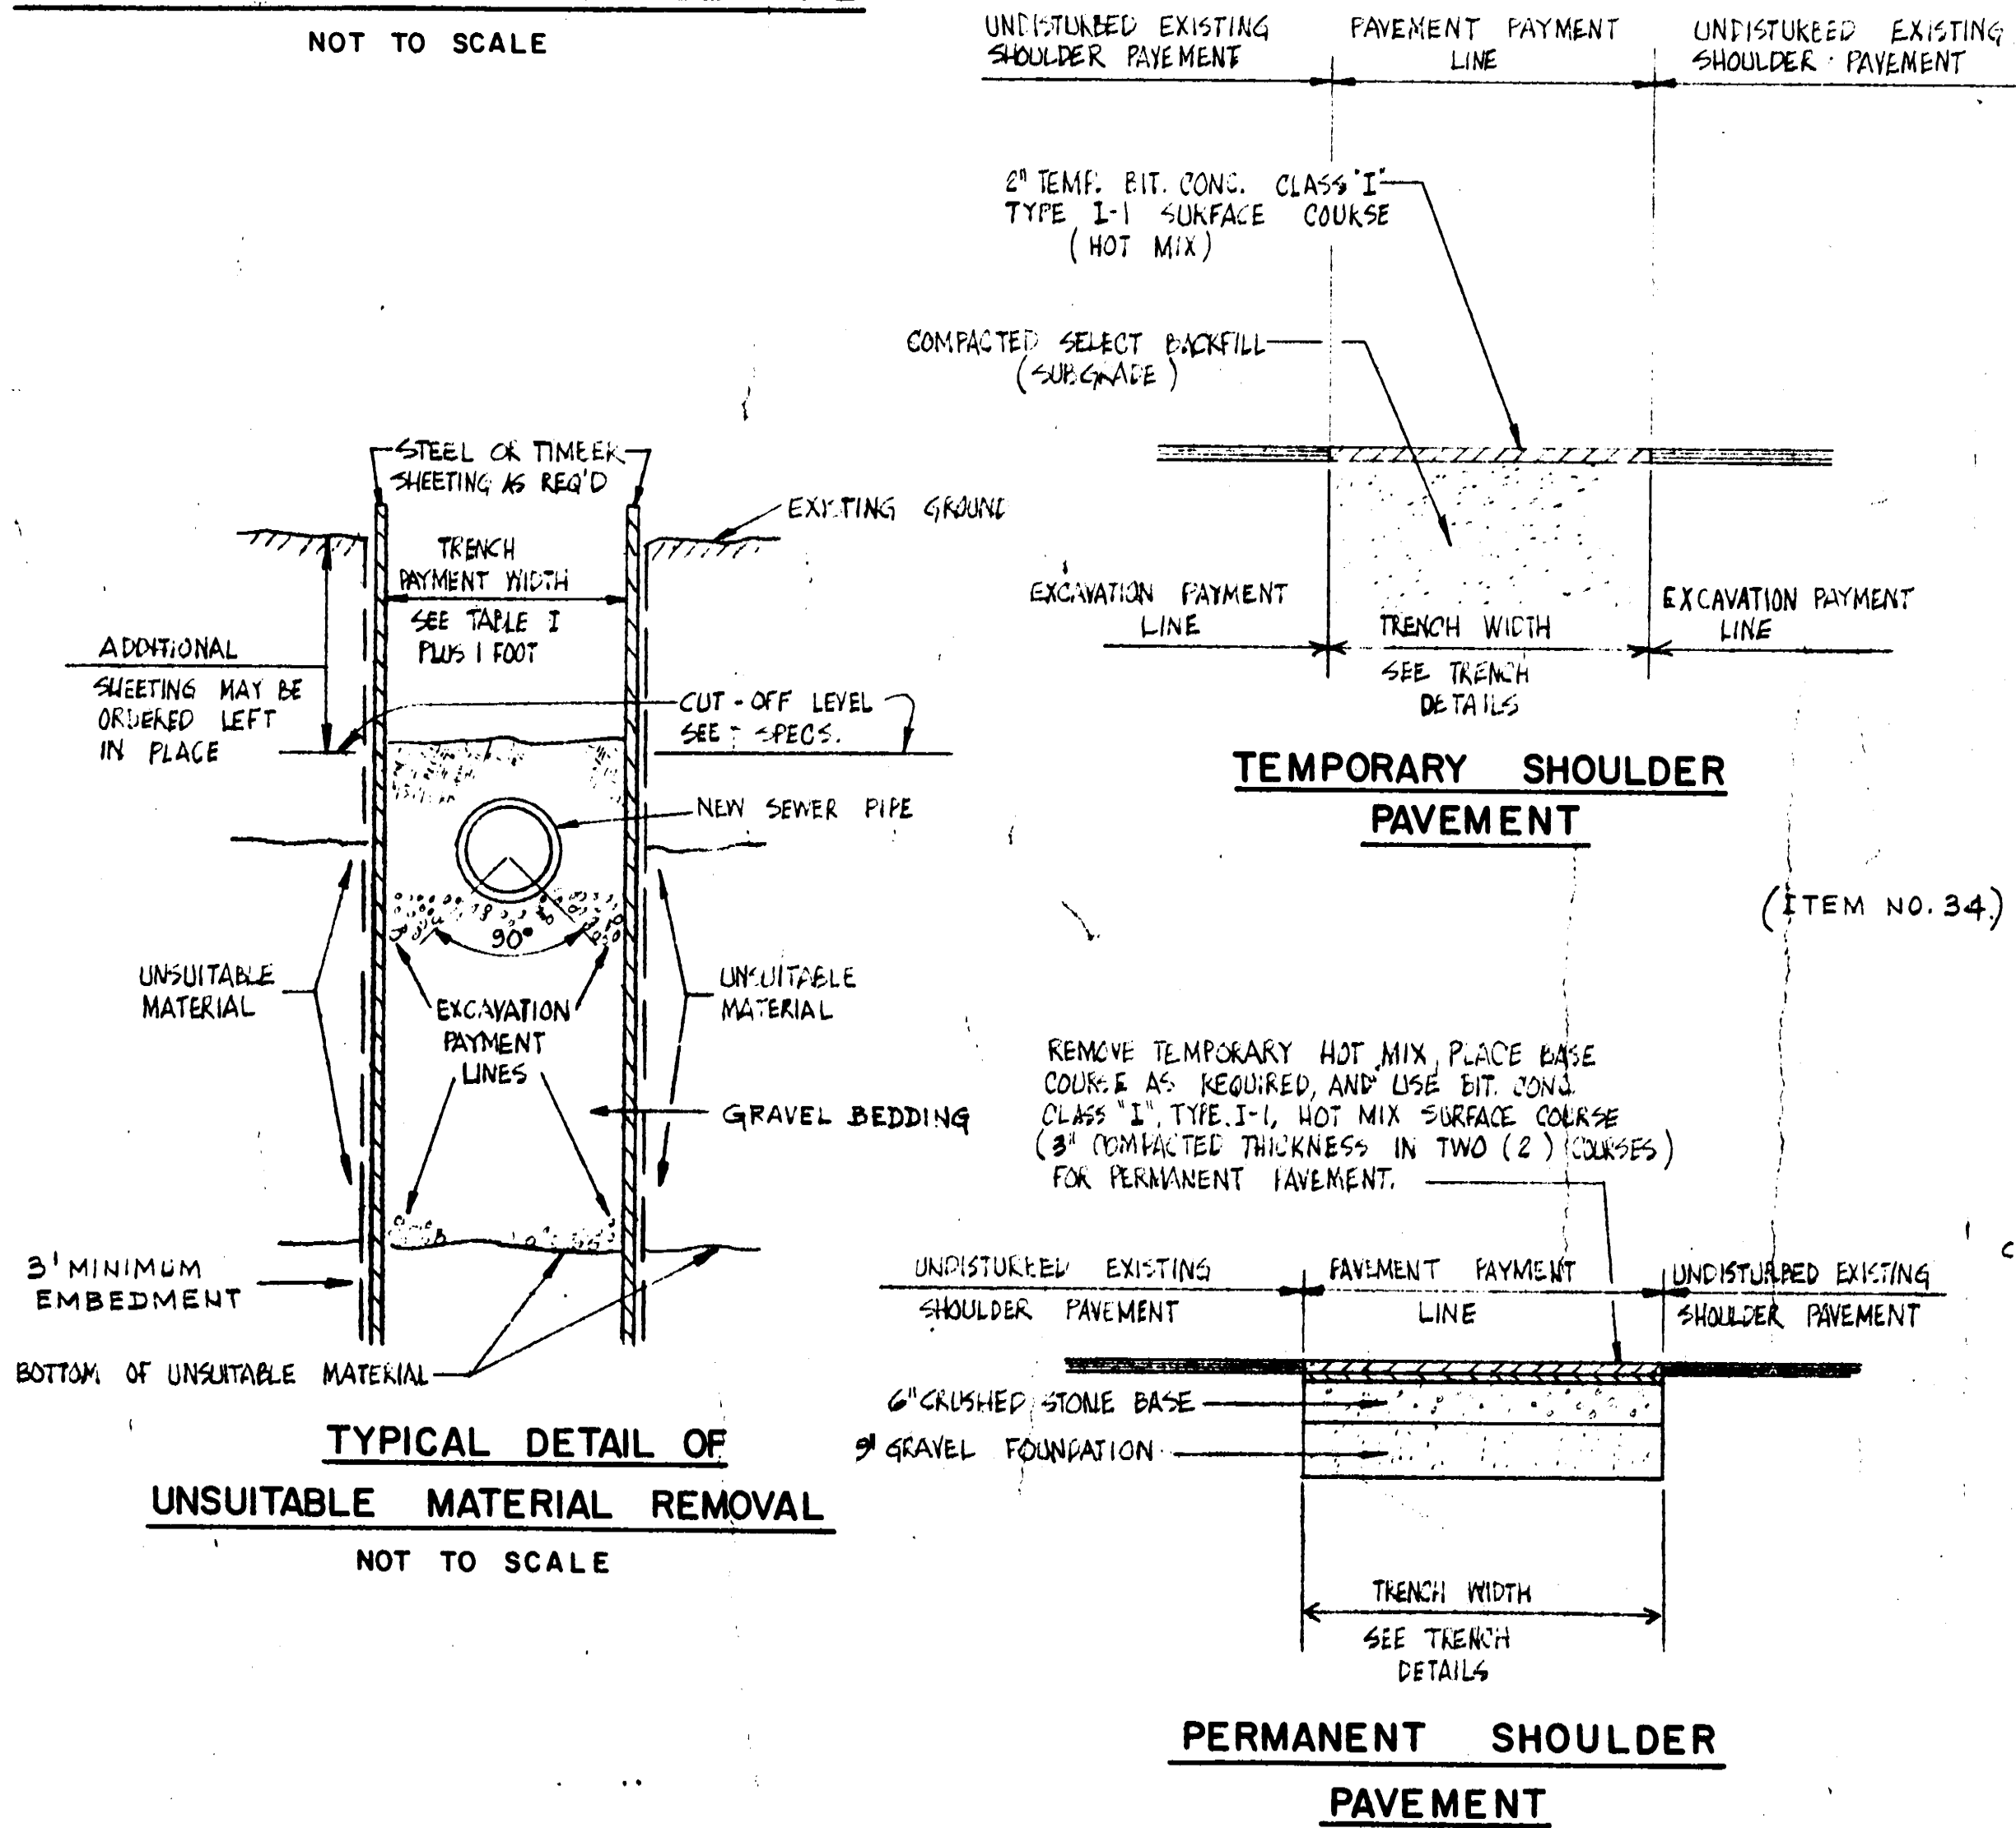 NOT TO SCALE
STEEL OR TIMBER
SHEETING AS REQ'D
EXISTING GROUND
TRENCH
PAYMENT WIDTH
SEE TABLE I
PLUS 1 FOOT
ADDITIONAL
SHEETING MAY BE
ORDERED LEFT
IN PLACE
CUT-OFF LEVEL
SEE - SPECS.
NEW SEWER PIPE
90°
UNSUITABLE
MATERIAL
EXCAVATION
PAYMENT
LINES
UNSUITABLE
MATERIAL
GRAVEL BEDDING
3' MINIMUM
EMBEDMENT
BOTTOM OF UNSUITABLE MATERIAL
TYPICAL DETAIL OF
UNSUITABLE MATERIAL REMOVAL
NOT TO SCALE
UNDISTURBED EXISTING
SHOULDER PAVEMENT
PAVEMENT PAYMENT
LINE
UNDISTURBED EXISTING
SHOULDER PAVEMENT
2" TEMP. BIT. CONC. CLASS "I"
TYPE I-1 SURFACE COURSE
(HOT MIX)
COMPACTED SELECT BACKFILL
(SUBGRADE)
EXCAVATION PAYMENT
LINE
TRENCH WIDTH
SEE TRENCH
DETAILS
EXCAVATION PAYMENT
LINE
TEMPORARY SHOULDER
PAVEMENT
(ITEM NO. 34.)
REMOVE TEMPORARY HOT MIX, PLACE BASE
COURSE AS REQUIRED, AND USE BIT. CONC.
CLASS "I", TYPE I-1, HOT MIX SURFACE COURSE
(3" COMPACTED THICKNESS IN TWO (2) COURSES)
FOR PERMANENT PAVEMENT.
UNDISTURBED EXISTING
SHOULDER PAVEMENT
PAVEMENT PAYMENT
LINE
UNDISTURBED EXISTING
SHOULDER PAVEMENT
6" CRUSHED STONE BASE
9" GRAVEL FOUNDATION
TRENCH WIDTH
SEE TRENCH
DETAILS
PERMANENT SHOULDER
PAVEMENT